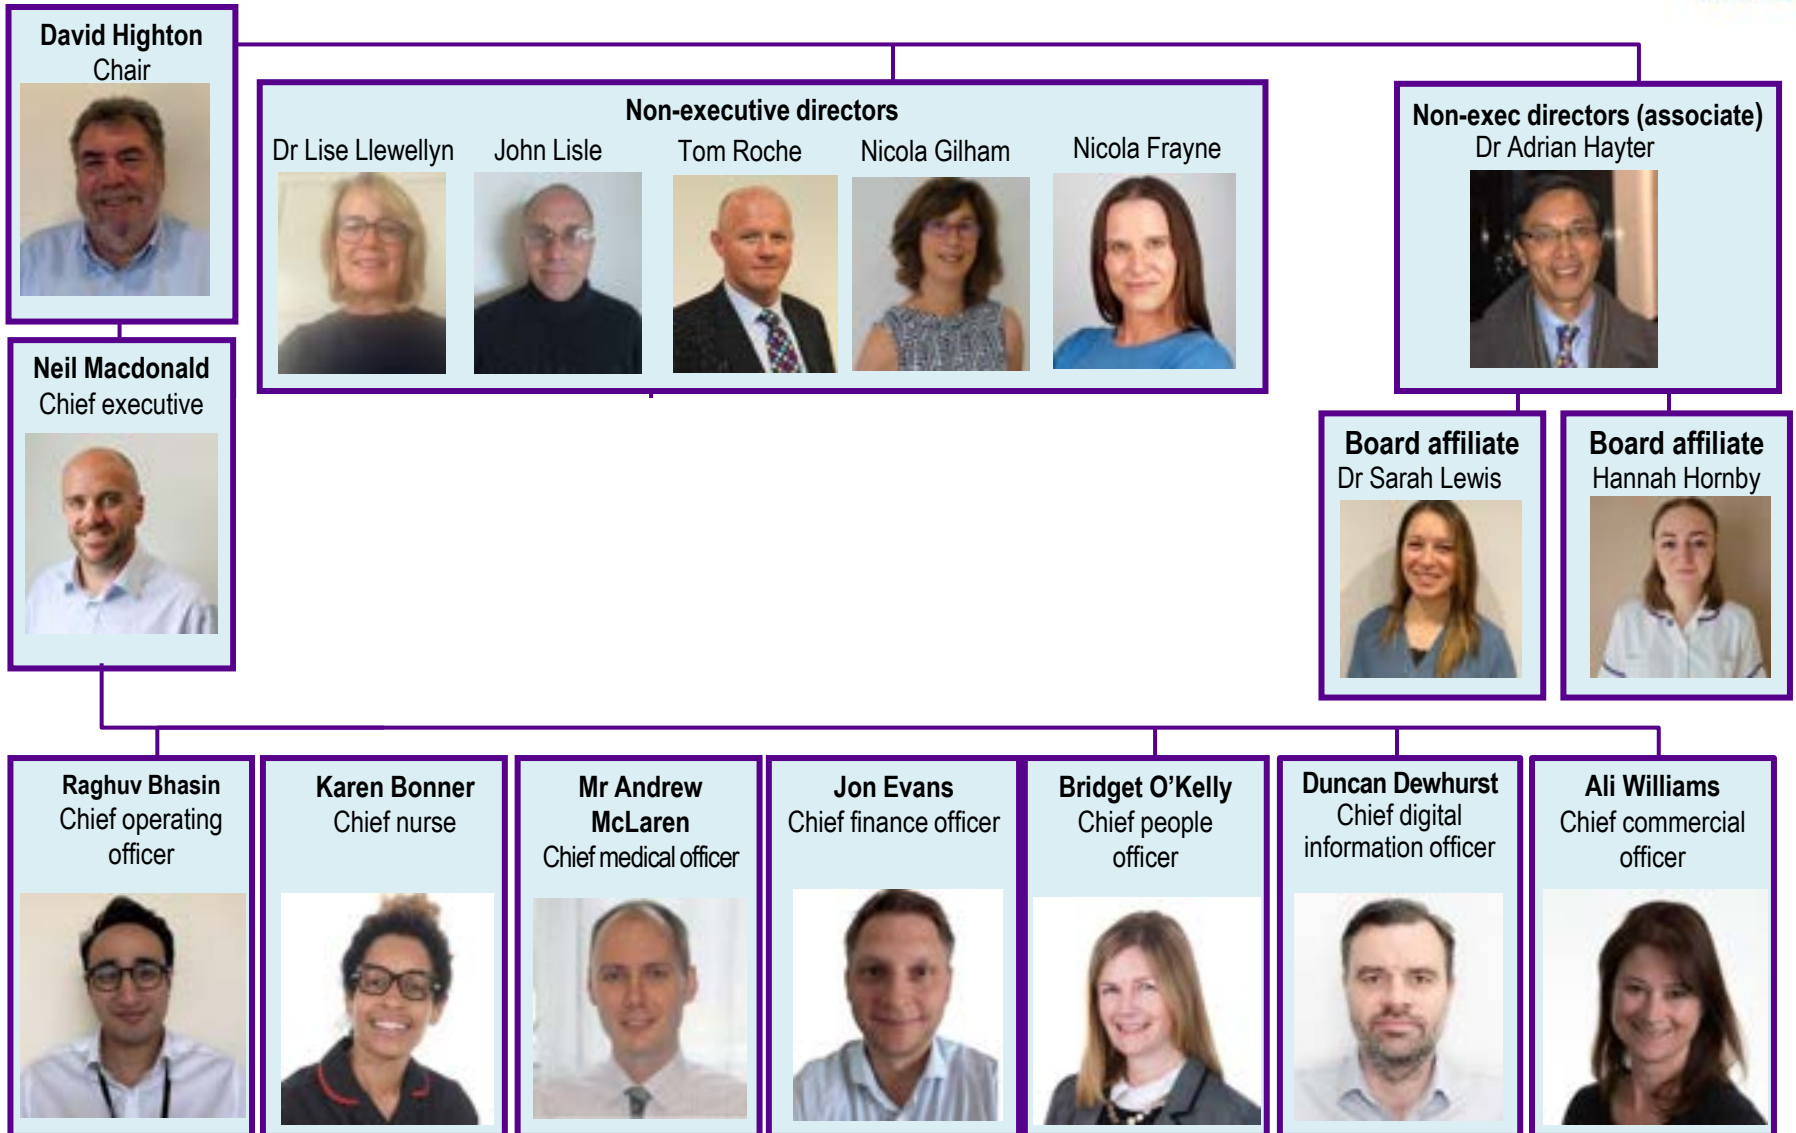 David Highton
Chair
Non-executive directors
Dr Lise Llewellyn
John Lisle
Tom Roche
Nicola Gilham
Nicola Frayne
Non-exec directors (associate)
Dr Adrian Hayter
Neil Macdonald
Chief executive
Board affiliate
Dr Sarah Lewis
Board affiliate
Hannah Hornby
Raghuv Bhasin
Chief operating
officer
Karen Bonner
Chief nurse
Mr Andrew
McLaren
Chief medical officer
Jon Evans
Chief finance officer
Bridget O’Kelly
Chief people
officer
Duncan Dewhurst
Chief digital
information officer
Ali Williams
Chief commercial
officer